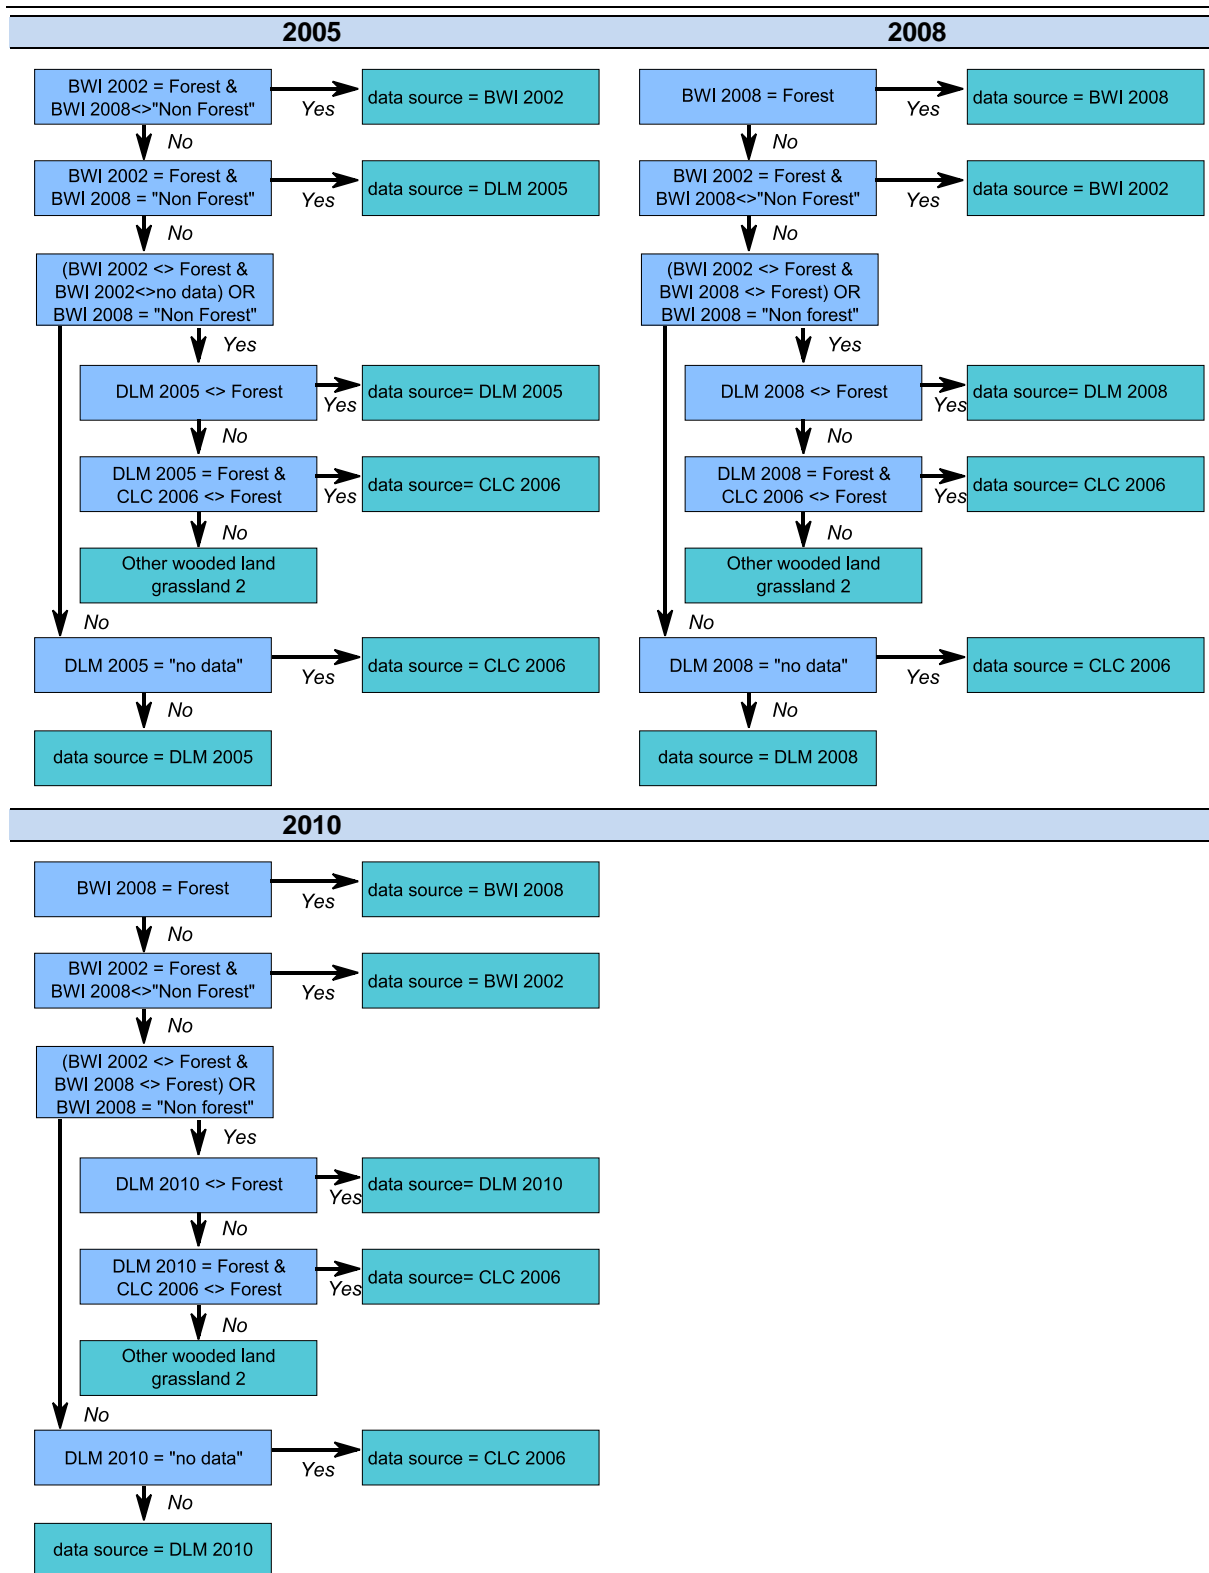 2005
BWI 2002 = Forest &
BWI 2008<>"Non Forest"
Yes
data source = BWI 2002
No
BWI 2002 = Forest &
BWI 2008 = "Non Forest"
Yes
data source = DLM 2005
No
(BWI 2002 <> Forest &
BWI 2002<>no data) OR
BWI 2008 = "Non Forest"
Yes
DLM 2005 <> Forest
Yes
data source= DLM 2005
No
DLM 2005 = Forest &
CLC 2006 <> Forest
Yes
data source= CLC 2006
No
Other wooded land
grassland 2
No
DLM 2005 = "no data"
Yes
data source = CLC 2006
No
data source = DLM 2005
2008
BWI 2008 = Forest
Yes
data source = BWI 2008
No
BWI 2002 = Forest &
BWI 2008<>"Non Forest"
Yes
data source = BWI 2002
No
(BWI 2002 <> Forest &
BWI 2008 <> Forest) OR
BWI 2008 = "Non forest"
Yes
DLM 2008 <> Forest
Yes
data source= DLM 2008
No
DLM 2008 = Forest &
CLC 2006 <> Forest
Yes
data source= CLC 2006
No
Other wooded land
grassland 2
No
DLM 2008 = "no data"
Yes
data source = CLC 2006
No
data source = DLM 2008
2010
BWI 2008 = Forest
Yes
data source = BWI 2008
No
BWI 2002 = Forest &
BWI 2008<>"Non Forest"
Yes
data source = BWI 2002
No
(BWI 2002 <> Forest &
BWI 2008 <> Forest) OR
BWI 2008 = "Non forest"
Yes
DLM 2010 <> Forest
Yes
data source= DLM 2010
No
DLM 2010 = Forest &
CLC 2006 <> Forest
Yes
data source= CLC 2006
No
Other wooded land
grassland 2
No
DLM 2010 = "no data"
Yes
data source = CLC 2006
No
data source = DLM 2010